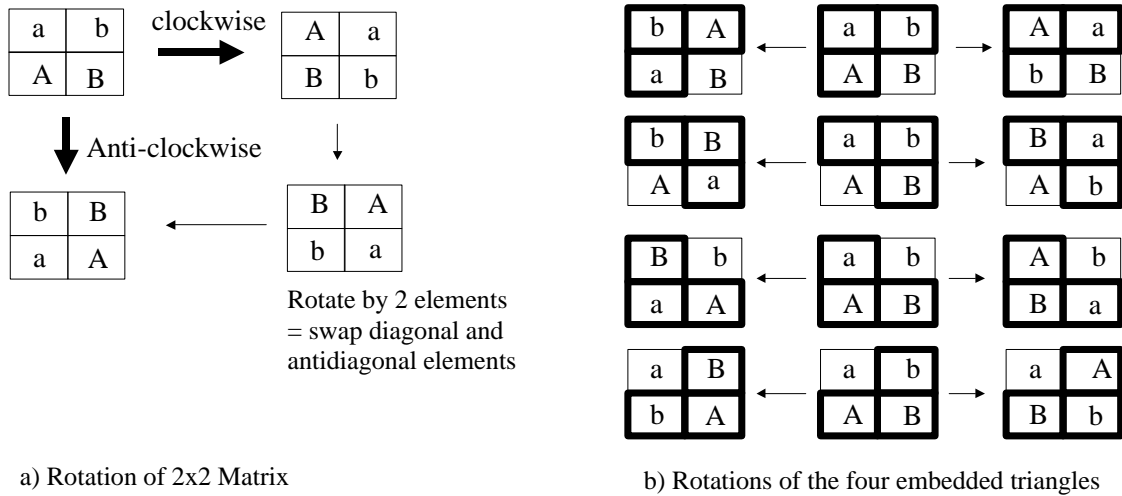 clockwise
a b
A B
A a
B b
Anti-clockwise
b B
a A
B A
b a
Rotate by 2 elements
= swap diagonal and
antidiagonal elements
a) Rotation of 2x2 Matrix
b A
a B
a b
A B
A a
b B
b B
A a
a b
A B
B a
A b
B b
a A
a b
A B
A b
B a
a B
b A
a b
A B
a A
B b
b) Rotations of the four embedded triangles